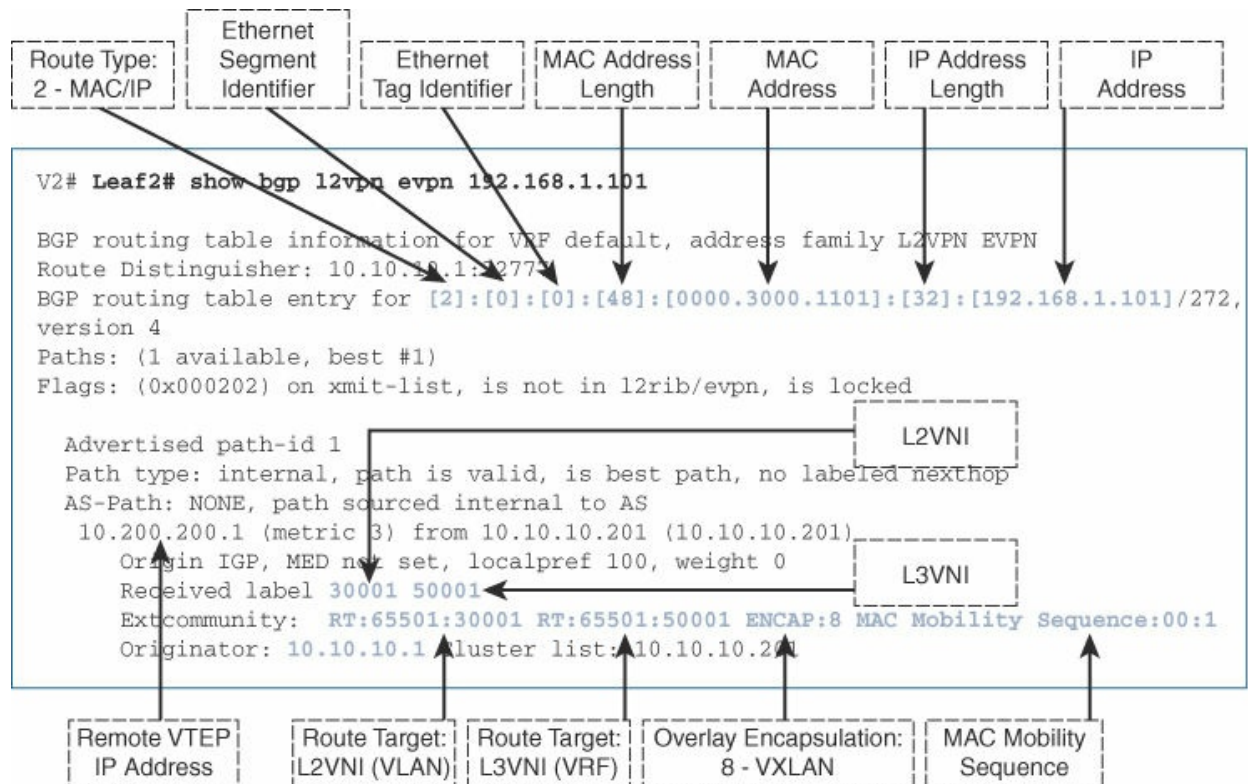 Route Type:
2 - MAC/IP
Ethernet
Segment
Identifier
Ethernet
Tag Identifier
MAC Address
Length
MAC
Address
IP Address
Length
IP
Address
V2# Leaf2# show bgp l2vpn evpn 192.168.1.101
BGP routing table information for VRF default, address family L2VPN EVPN
Route Distinguisher: 10.10.10.1:32777
BGP routing table entry for [2]:[0]:[0]:[48]:[0000.3000.1101]:[32]:[192.168.1.101]/272,
version 4
Paths: (1 available, best #1)
Flags: (0x000202) on xmit-list, is not in l2rib/evpn, is locked
L2VNI
Advertised path-id 1
Path type: internal, path is valid, is best path, no labeled nexthop
AS-Path: NONE, path sourced internal to AS
10.200.200.1 (metric 3) from 10.10.10.201 (10.10.10.201)
Origin IGP, MED not set, localpref 100, weight 0
L3VNI
Received label 30001 50001
Extcommunity: RT:65501:30001 RT:65501:50001 ENCAP:8 MAC Mobility Sequence:00:1
Originator: 10.10.10.1 Cluster list: 10.10.10.201
Remote VTEP
IP Address
Route Target:
L2VNI (VLAN)
Route Target:
L3VNI (VRF)
Overlay Encapsulation:
8 - VXLAN
MAC Mobility
Sequence